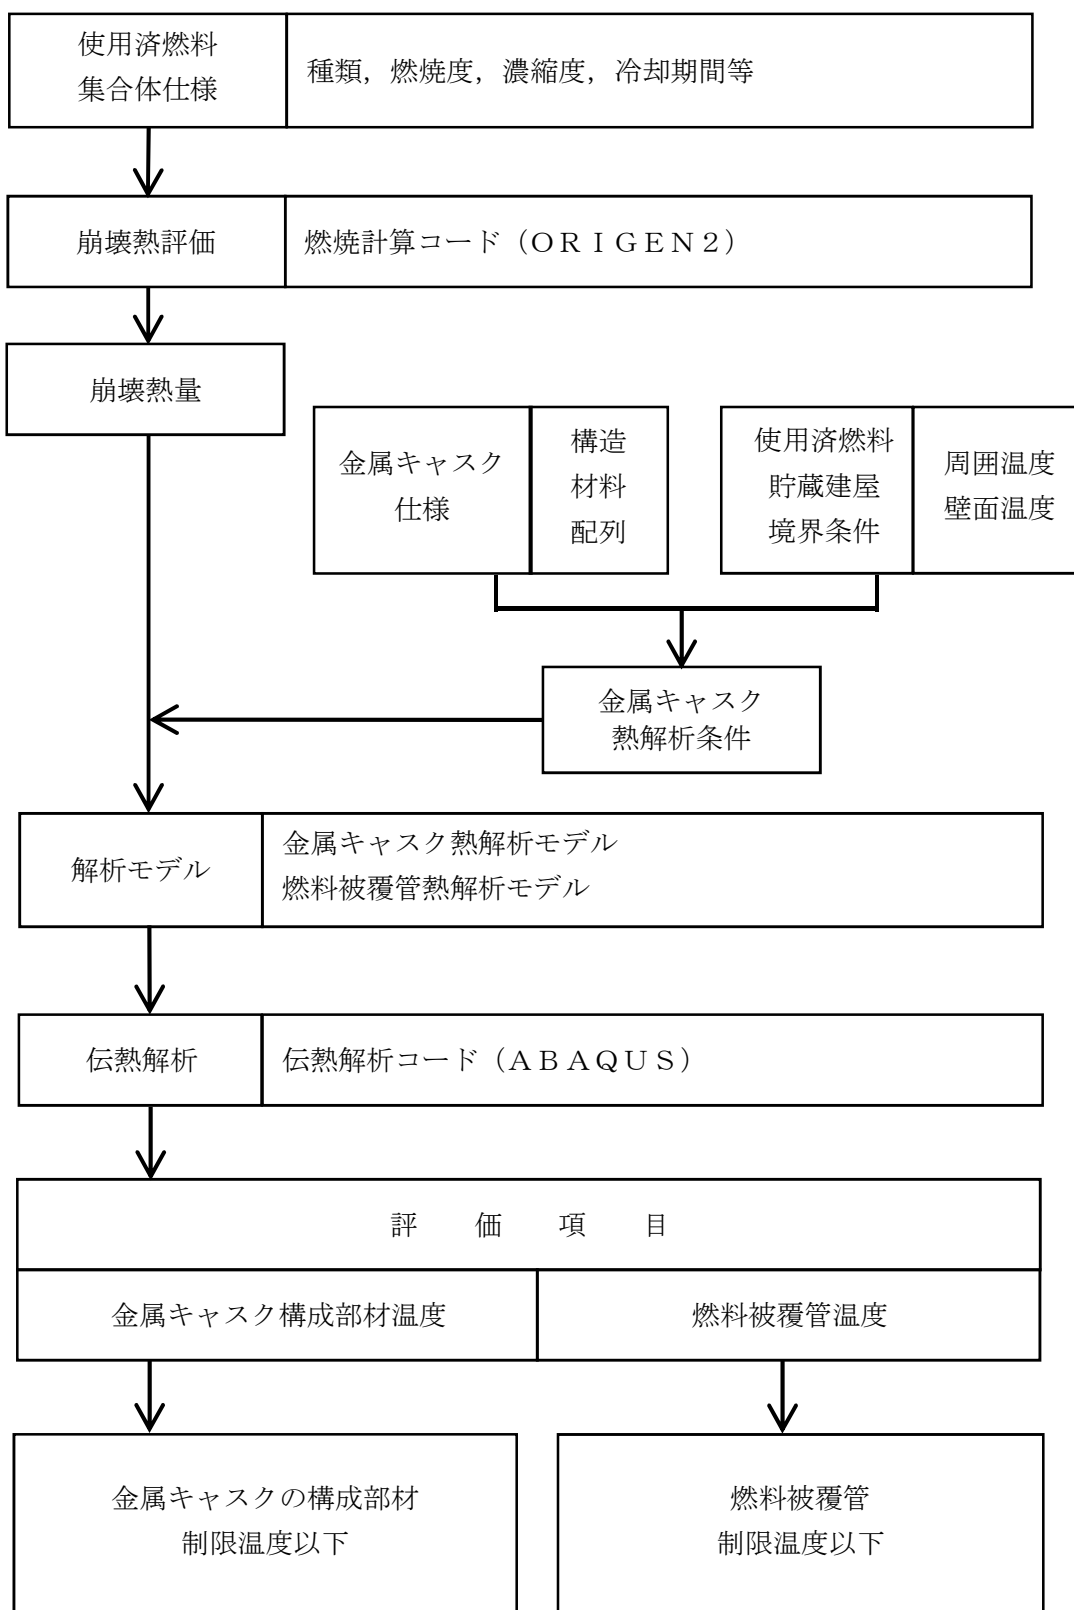 使用済燃料
集合体仕様
種類，燃焼度，濃縮度，冷却期間等
崩壊熱評価
燃焼計算コード（ＯＲＩＧＥＮ２）
崩壊熱量
金属キャスク
仕様
構造
材料
配列
使用済燃料
貯蔵建屋
境界条件
周囲温度
壁面温度
金属キャスク
熱解析条件
解析モデル
金属キャスク熱解析モデル
燃料被覆管熱解析モデル
伝熱解析
伝熱解析コード（ＡＢＡＱＵＳ）
評　価　項　目
金属キャスク構成部材温度
燃料被覆管温度
金属キャスクの構成部材
制限温度以下
燃料被覆管
制限温度以下